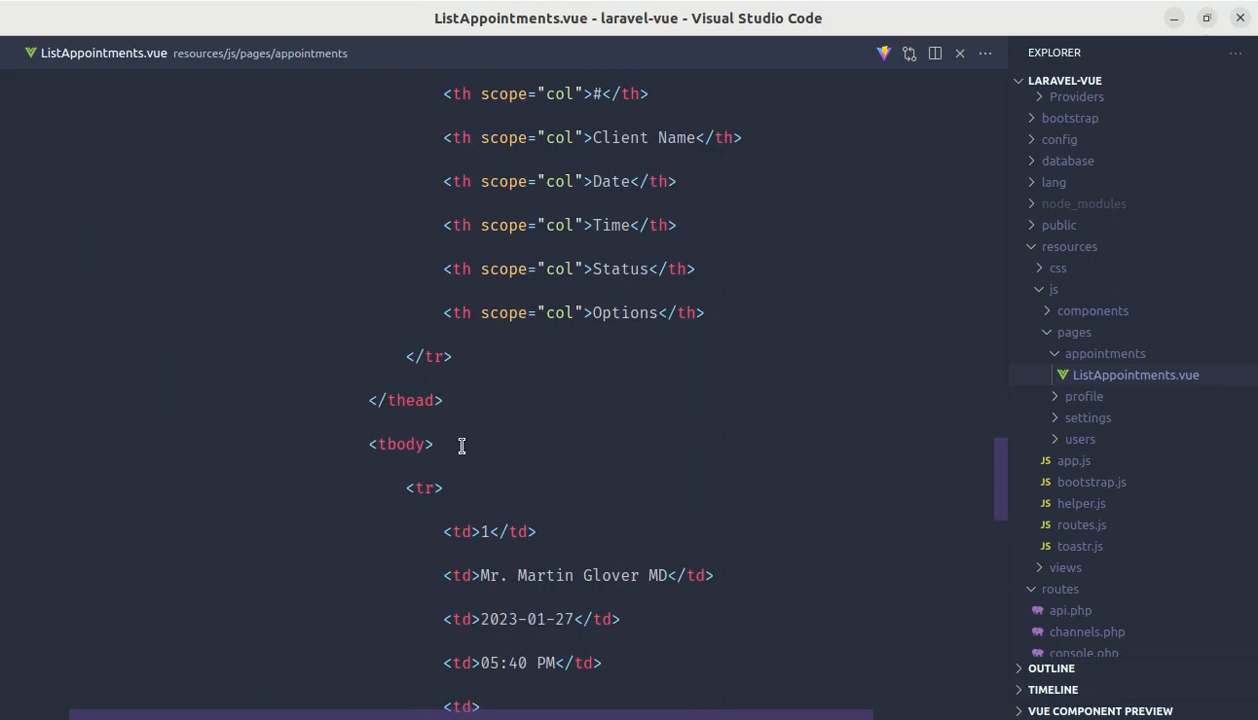 ListAppointments.vue - laravel-vue - Visual Studio Code
ListAppointments.vue resources/js/pages/appointments
<th scope="col">#</th>
<th scope="col">Client Name</th>
<th scope="col">Date</th>
<th scope="col">Time</th>
<th scope="col">Status</th>
<th scope="col">Options</th>
</tr>
</thead>
<tbody>
<tr>
<td>1</td>
<td>Mr. Martin Glover MD</td>
<td>2023-01-27</td>
<td>05:40 PM</td>
<td>
EXPLORER
LARAVEL-VUE
Providers
bootstrap
config
database
lang
node_modules
public
resources
css
js
components
pages
appointments
ListAppointments.vue
profile
settings
users
JS app.js
JS bootstrap.js
JS helper.js
JS routes.js
JS toastr.js
views
routes
api.php
channels.php
console.php
OUTLINE
TIMELINE
VUE COMPONENT PREVIEW